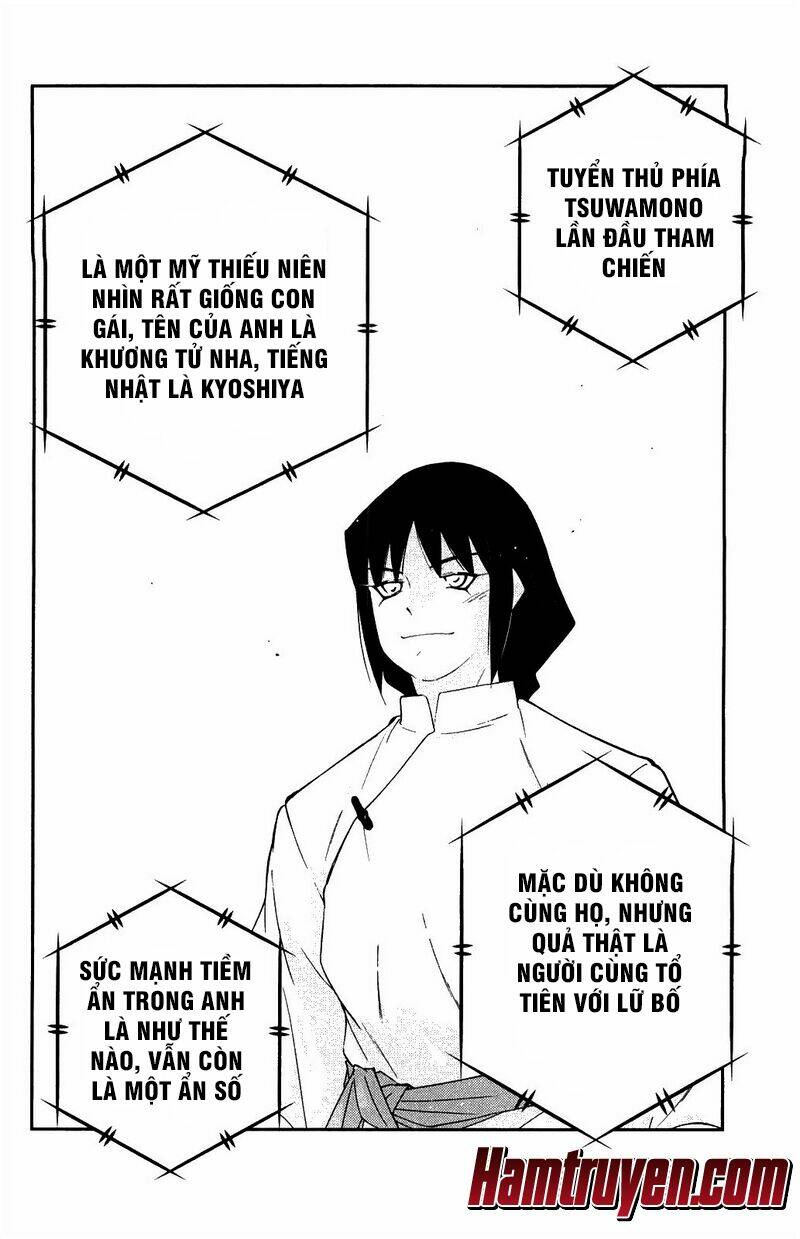 TUYỂN THỦ PHÍA
TSUWAMONO
LẦN ĐẦU THAM
CHIẾN
LÀ MỘT MỸ THIẾU NIÊN
NHÌN RẤT GIỐNG CON
GÁI, TÊN CỦA ANH LÀ
KHƯƠNG TỬ NHA, TIẾNG
NHẬT LÀ KYOSHIYA
MẶC DÙ KHÔNG
CÙNG HỌ, NHƯNG
QUẢ THẬT LÀ
NGƯỜI CÙNG TỔ
TIÊN VỚI LỮ BỐ
SỨC MẠNH TIỀM
ẨN TRONG ANH
LÀ NHƯ THẾ
NÀO, VẪN CÒN
LÀ MỘT ẨN SỐ
Hamtruyen.com